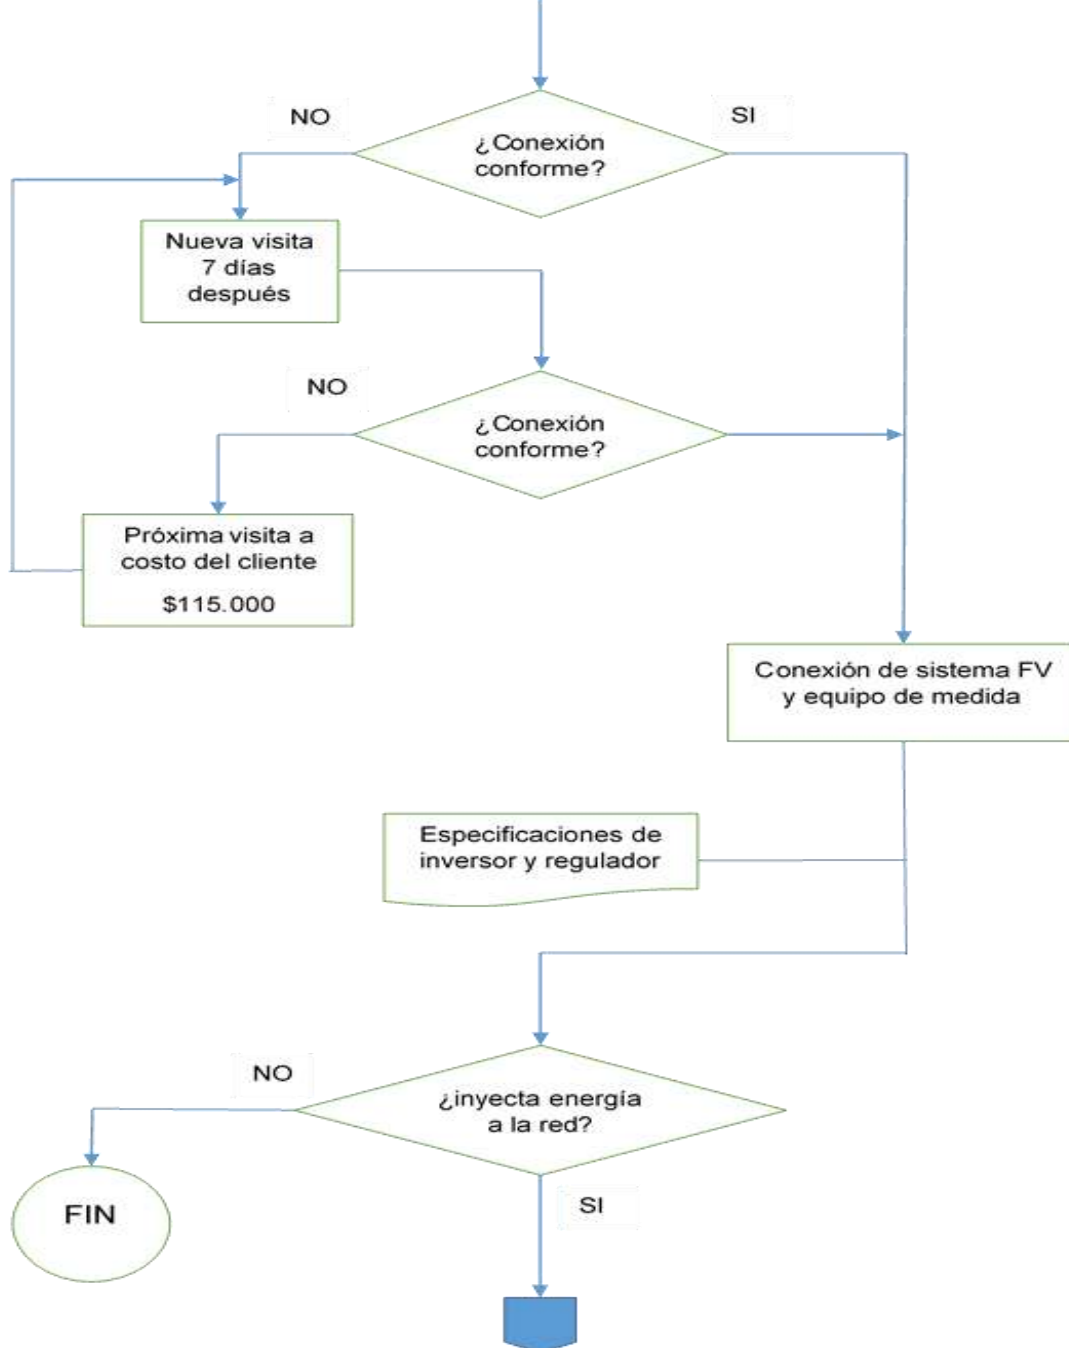 NO
SI
¿Conexión
conforme?
Nueva visita
7 días
después
NO
¿Conexión
conforme?
Próxima visita a
costo del cliente
$115.000
Conexión de sistema FV
y equipo de medida
Especificaciones de
inversor y regulador
NO
¿inyecta energía
a la red?
FIN
SI